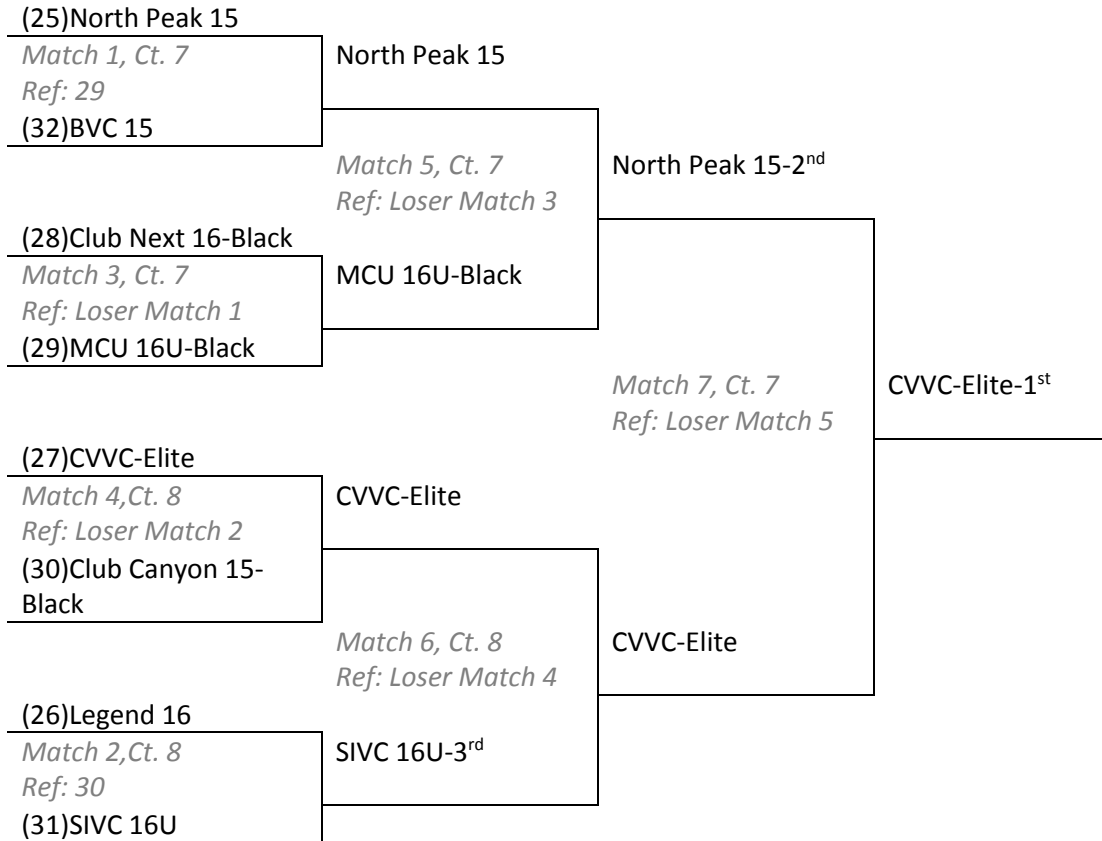 (25)North Peak 15
Match 1, Ct. 7
North Peak 15
Ref: 29
(32)BVC 15
Match 5, Ct. 7
North Peak 15-2nd
Ref: Loser Match 3
(28)Club Next 16-Black
Match 3, Ct. 7
MCU 16U-Black
Ref: Loser Match 1
(29)MCU 16U-Black
Match 7, Ct. 7
CVVC-Elite-1st
Ref: Loser Match 5
(27)CVVC-Elite
Match 4,Ct. 8
CVVC-Elite
Ref: Loser Match 2
(30)Club Canyon 15-
Black
Match 6, Ct. 8
CVVC-Elite
Ref: Loser Match 4
(26)Legend 16
Match 2,Ct. 8
SIVC 16U-3rd
Ref: 30
(31)SIVC 16U